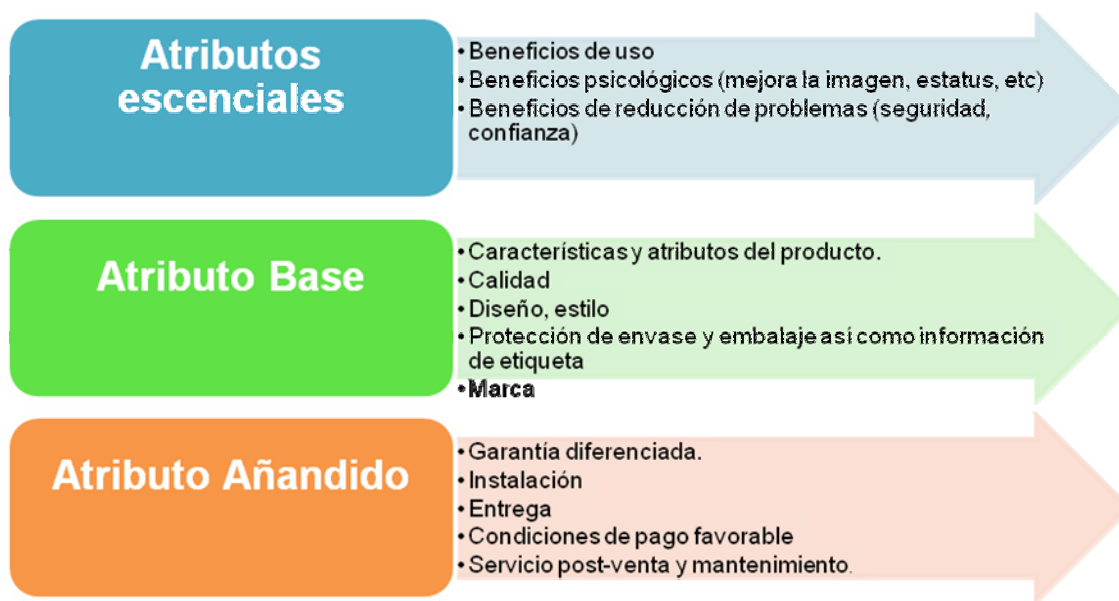 Atributos
escenciales
• Beneficios de uso
• Beneficios psicológicos (mejora la imagen, estatus, etc)
• Beneficios de reducción de problemas (seguridad,
confianza)
Atributo Base
• Características y atributos del producto.
• Calidad
• Diseño, estilo
• Protección de envase y embalaje así como información
de etiqueta
• Marca
Atributo Añandido
• Garantía diferenciada.
• Instalación
• Entrega
• Condiciones de pago favorable
• Servicio post-venta y mantenimiento.